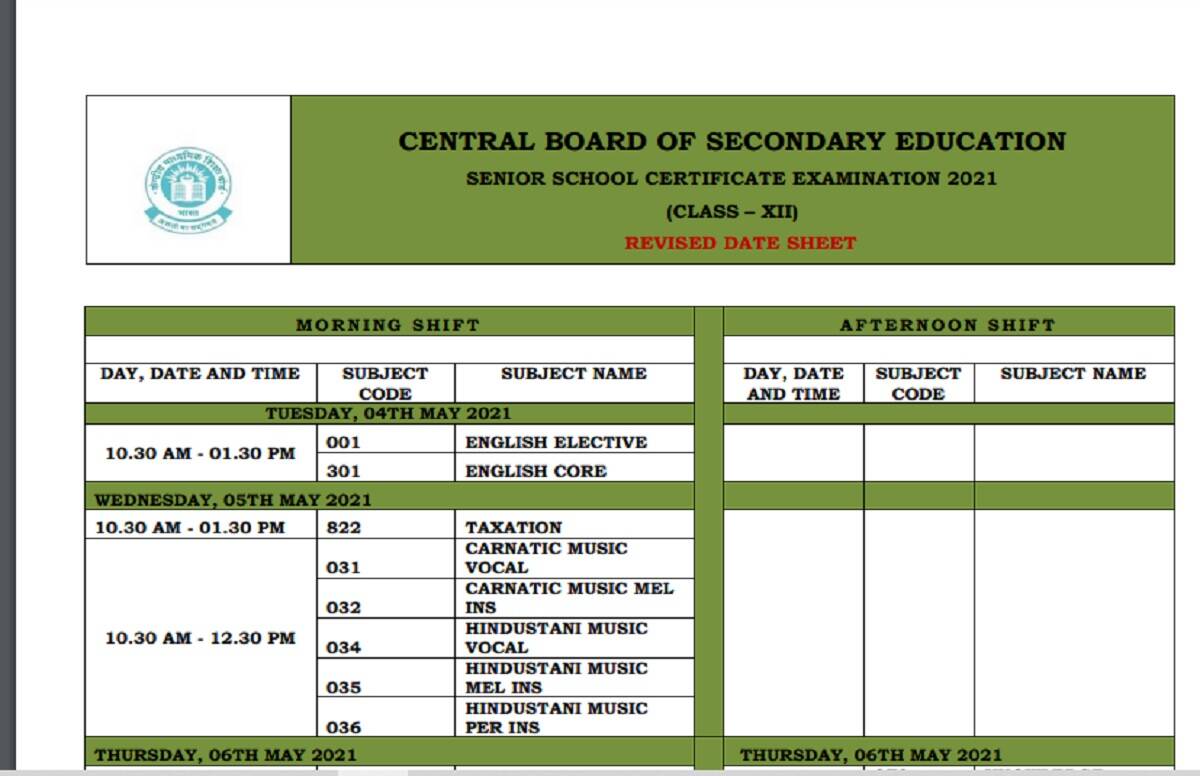 CENTRAL BOARD OF SECONDARY EDUCATION
SENIOR SCHOOL CERTIFICATE EXAMINATION 2021
(CLASS – XII)
REVISED DATE SHEET
केन्द्रीय माध्यमिक शिक्षा बोर्ड
भारत
असतो मा सद्गमय
MORNING SHIFT
AFTERNOON SHIFT
DAY, DATE AND TIME
SUBJECT
CODE
SUBJECT NAME
DAY, DATE
AND TIME
SUBJECT
CODE
SUBJECT NAME
TUESDAY, 04TH MAY 2021
10.30 AM - 01.30 PM
001
ENGLISH ELECTIVE
301
ENGLISH CORE
WEDNESDAY, 05TH MAY 2021
10.30 AM - 01.30 PM
822
TAXATION
10.30 AM - 12.30 PM
031
CARNATIC MUSIC
VOCAL
032
CARNATIC MUSIC MEL
INS
034
HINDUSTANI MUSIC
VOCAL
035
HINDUSTANI MUSIC
MEL INS
036
HINDUSTANI MUSIC
PER INS
THURSDAY, 06TH MAY 2021
THURSDAY, 06TH MAY 2021